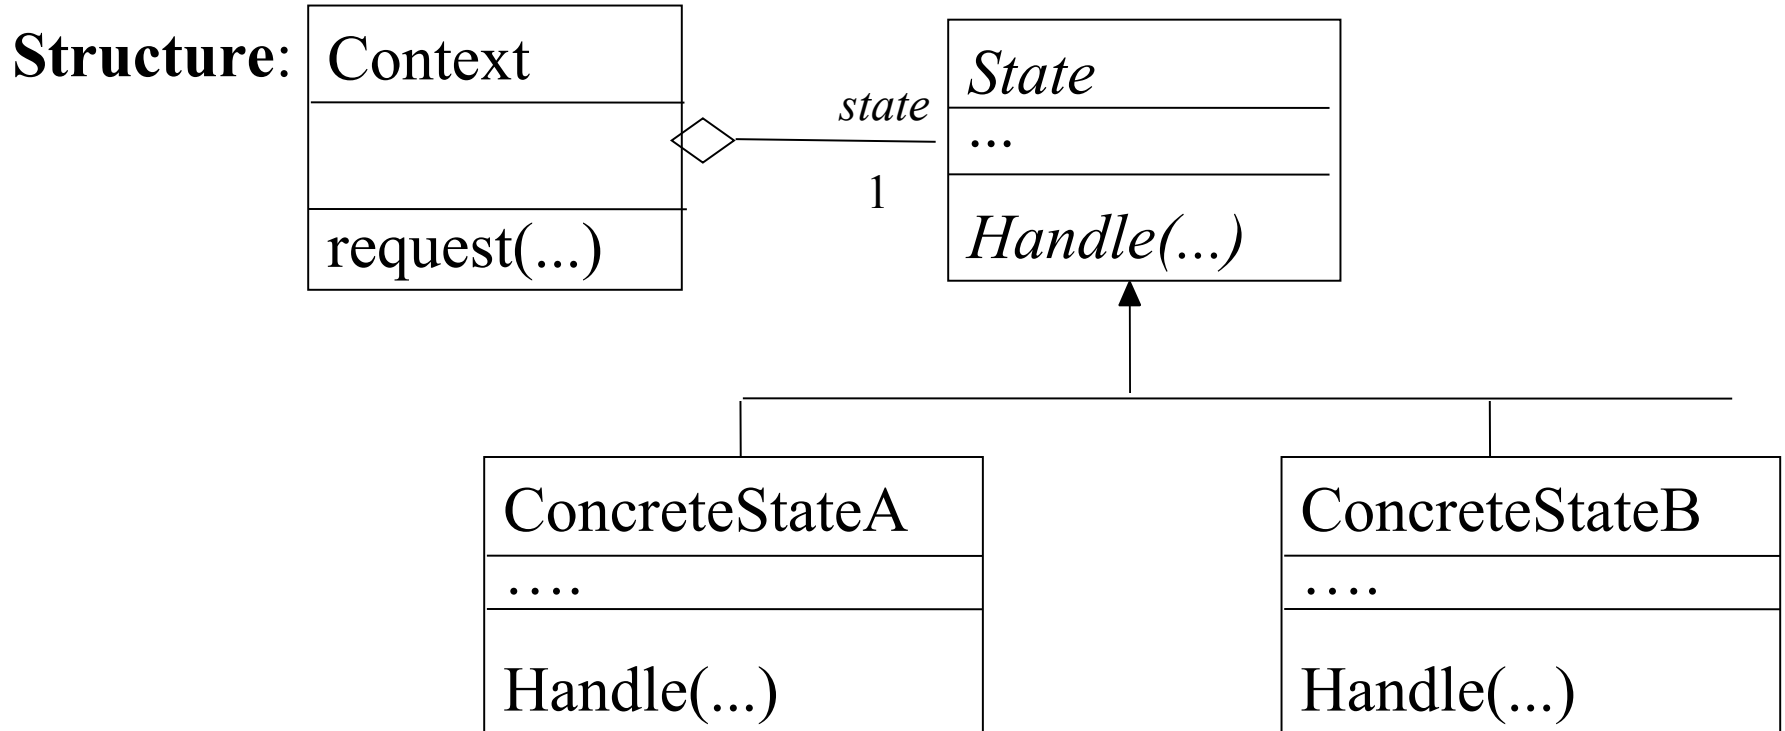 Structure:
Context
request(...)
state
1
State
...
Handle(...)
ConcreteStateA
....
Handle(...)
ConcreteStateB
....
Handle(...)